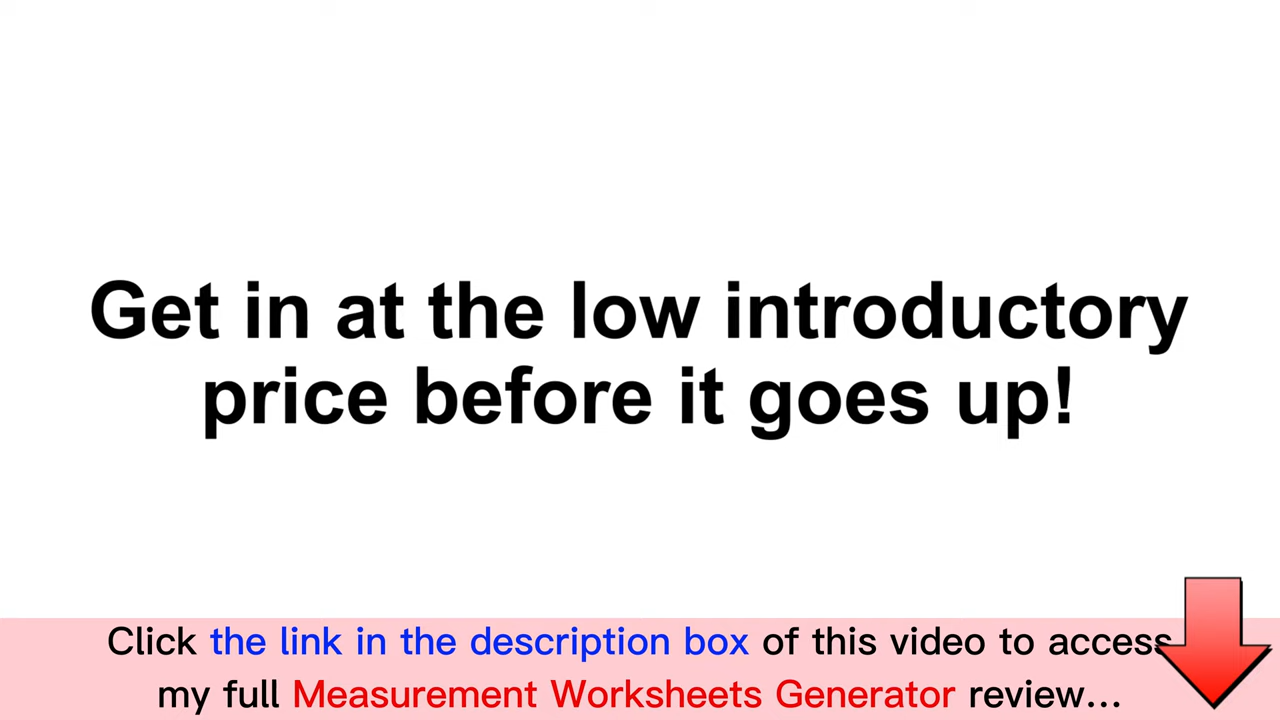 Get in at the low introductory
price before it goes up!
Click the link in the description box of this video to access
my full Measurement Worksheets Generator review...